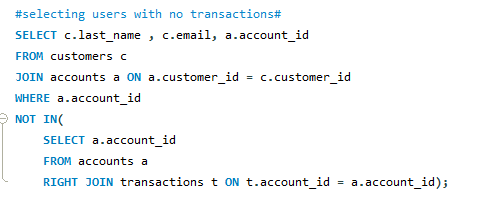 #selecting users with no transactions#
SELECT c.last_name , c.email, a.account_id
FROM customers c
JOIN accounts a ON a.customer_id = c.customer_id
WHERE a.account_id
NOT IN(
SELECT a.account_id
FROM accounts a
RIGHT JOIN transactions t ON t.account_id = a.account_id);